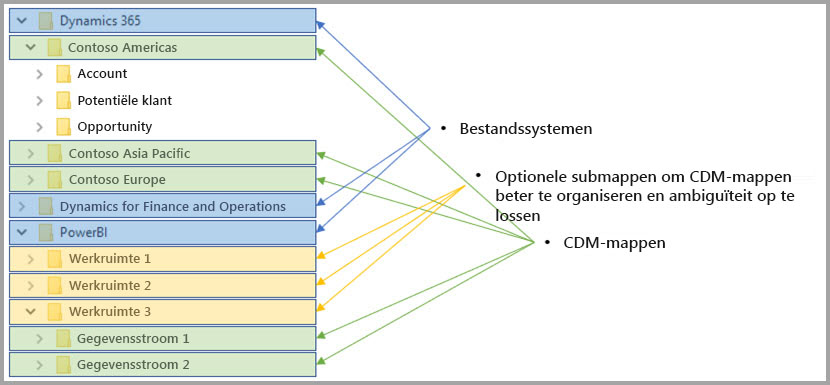 Dynamics 365
Contoso Americas
Account
Potentiële klant
Opportunity
Contoso Asia Pacific
Contoso Europe
Dynamics for Finance and Operations
PowerBI
Werkruimte 1
Werkruimte 2
Werkruimte 3
Gegevensstroom 1
Gegevensstroom 2
• Bestandssystemen
• Optionele submappen om CDM-mappen
beter te organiseren en ambiguïteit op te
lossen
• CDM-mappen